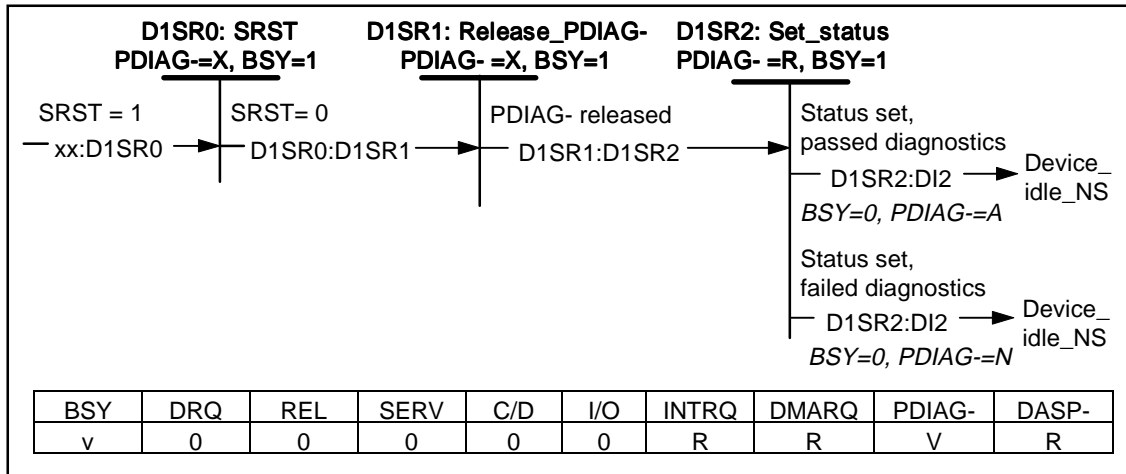 D1SR0: SRST
PDIAG-=X, BSY=1
D1SR1: Release_PDIAG-
PDIAG- =X, BSY=1
D1SR2: Set_status
PDIAG- =R, BSY=1
SRST = 1
xx:D1SR0
SRST= 0
D1SR0:D1SR1
PDIAG- released
D1SR1:D1SR2
Status set,
passed diagnostics
D1SR2:DI2
BSY=0, PDIAG-=A
Device_
idle_NS
Status set,
failed diagnostics
D1SR2:DI2
BSY=0, PDIAG-=N
Device_
idle_NS
BSY DRQ REL SERV C/D I/O INTRQ DMARQ PDIAG- DASP-
v 0 0 0 0 0 R R V R